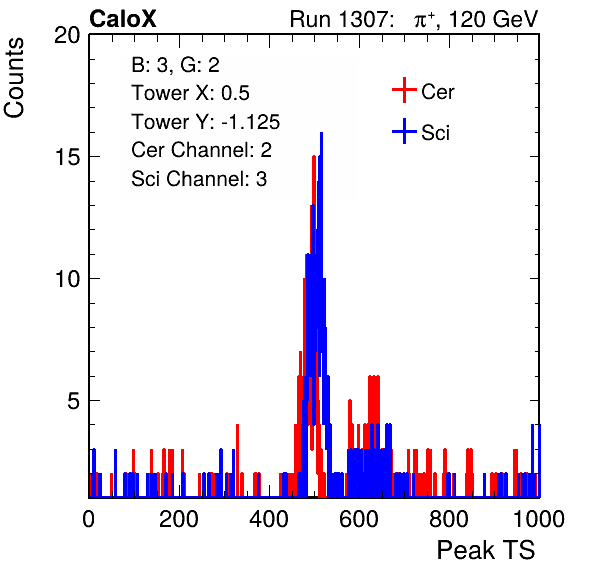 CaloX Run 1307: π⁺, 120 GeV
Counts
20
15
10
5
B: 3, G: 2
Tower X: 0.5
Tower Y: -1.125
Cer Channel: 2
Sci Channel: 3
Cer
Sci
0 200 400 600 800 1000
Peak TS